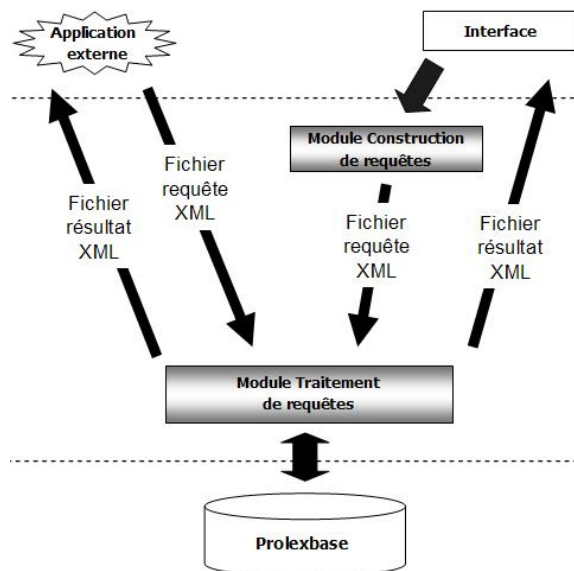 Application
externe
Interface
Module Construction
de requêtes
Fichier
résultat
XML
Fichier
requête
XML
Fichier
requête
XML
Fichier
résultat
XML
Module Traitement
de requêtes
Prolexbase